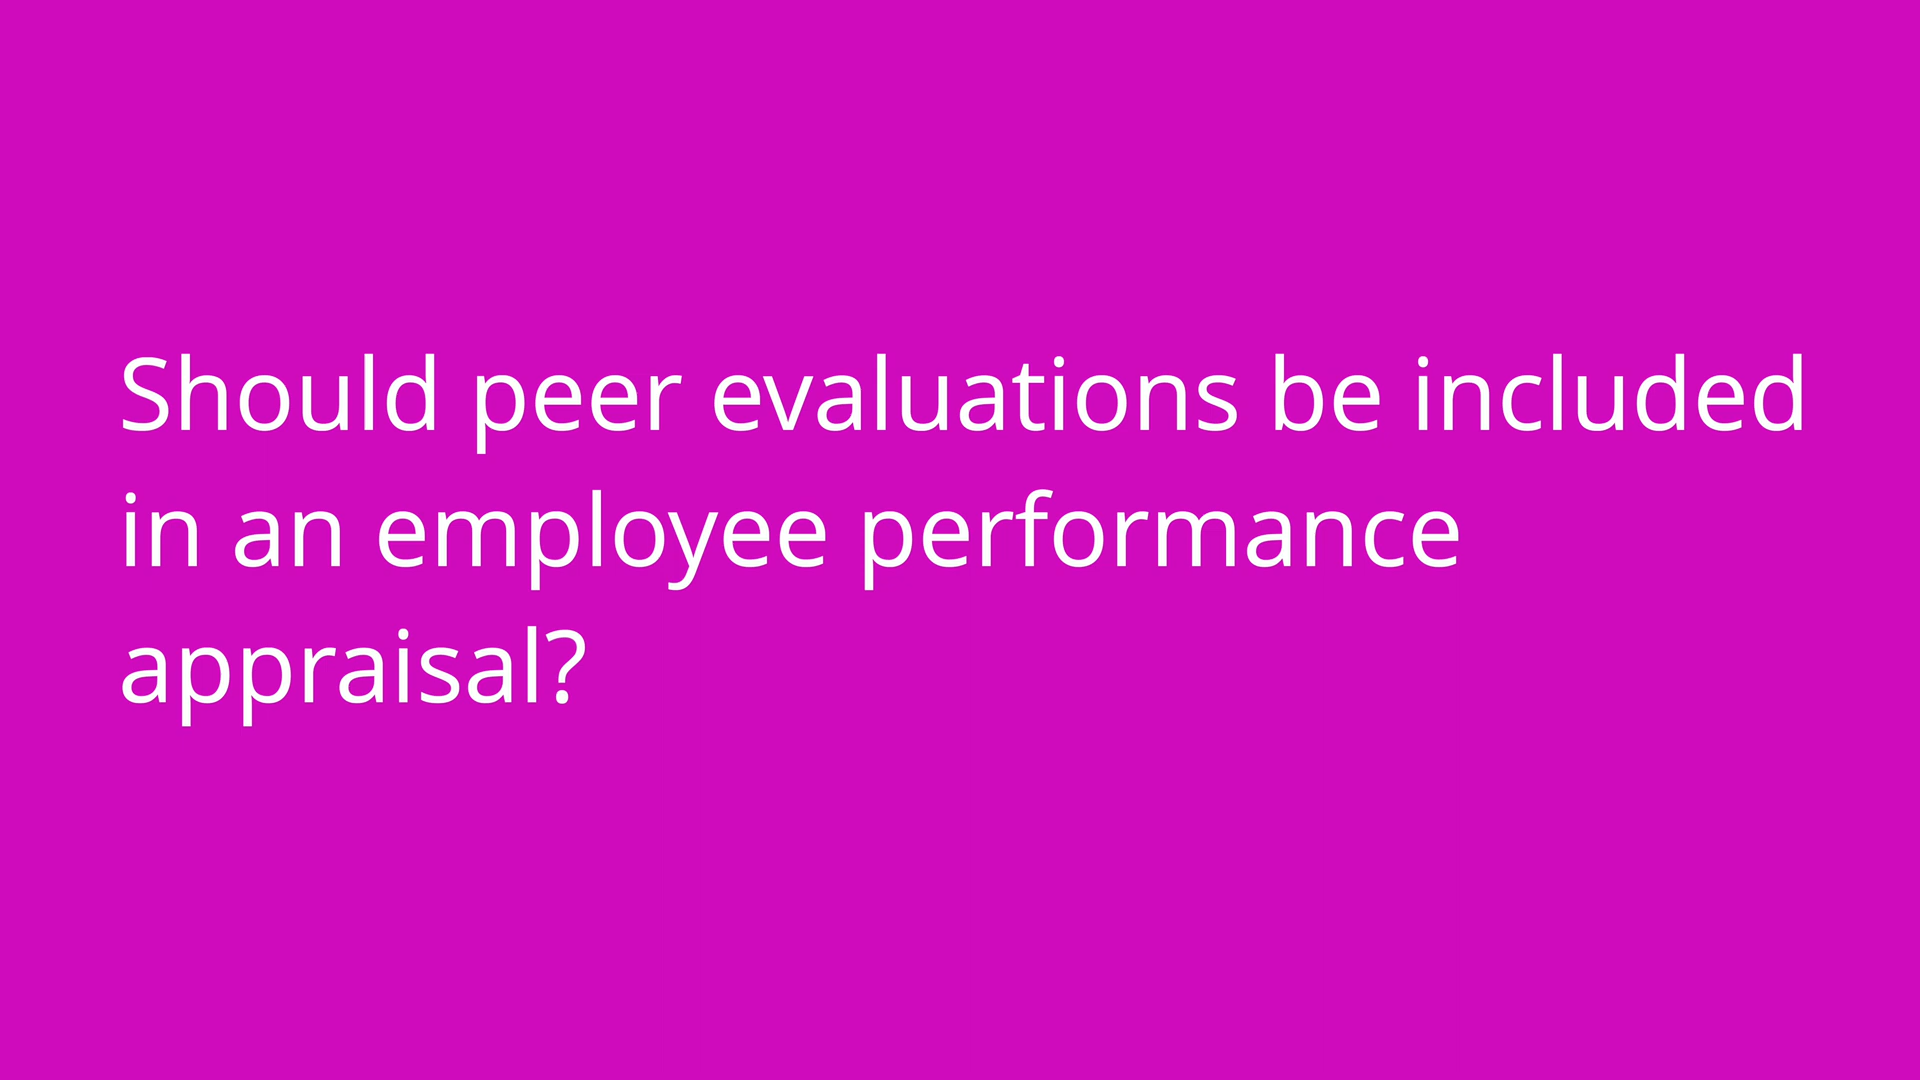 Should peer evaluations be included
in an employee performance
appraisal?